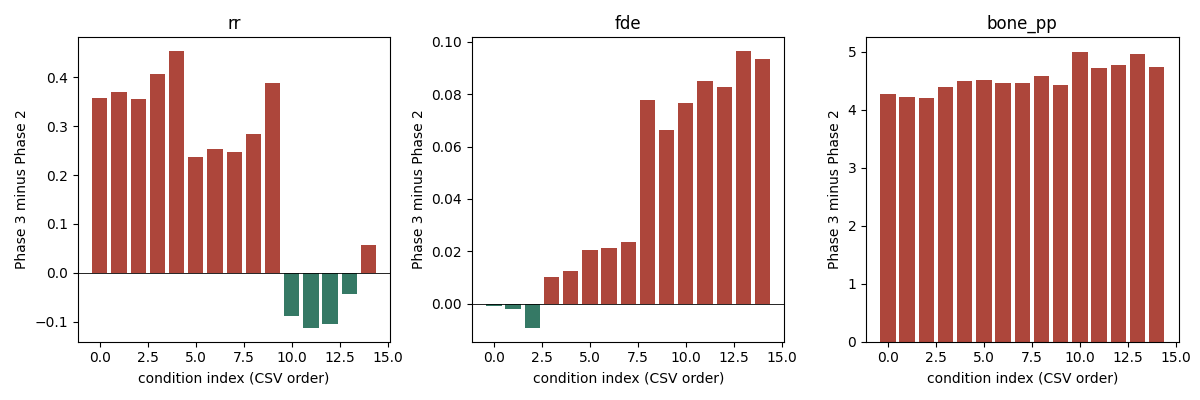 rr
Phase 3 minus Phase 2
0.4
0.3
0.2
0.1
0.0
−0.1
0.0 2.5 5.0 7.5 10.0 12.5 15.0
condition index (CSV order)
fde
Phase 3 minus Phase 2
0.10
0.08
0.06
0.04
0.02
0.00
0.0 2.5 5.0 7.5 10.0 12.5 15.0
condition index (CSV order)
bone_pp
Phase 3 minus Phase 2
5
4
3
2
1
0
0.0 2.5 5.0 7.5 10.0 12.5 15.0
condition index (CSV order)